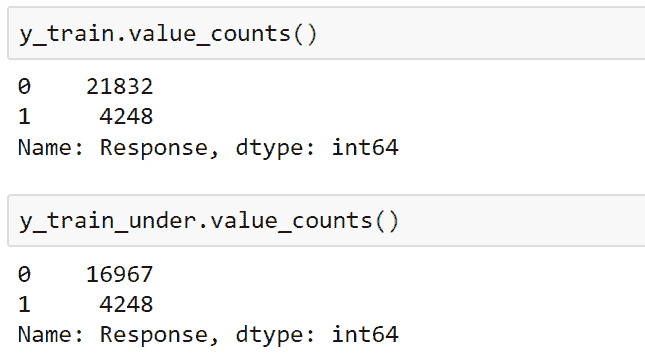 y_train.value_counts()
0    21832
1     4248
Name: Response, dtype: int64
y_train_under.value_counts()
0    16967
1     4248
Name: Response, dtype: int64